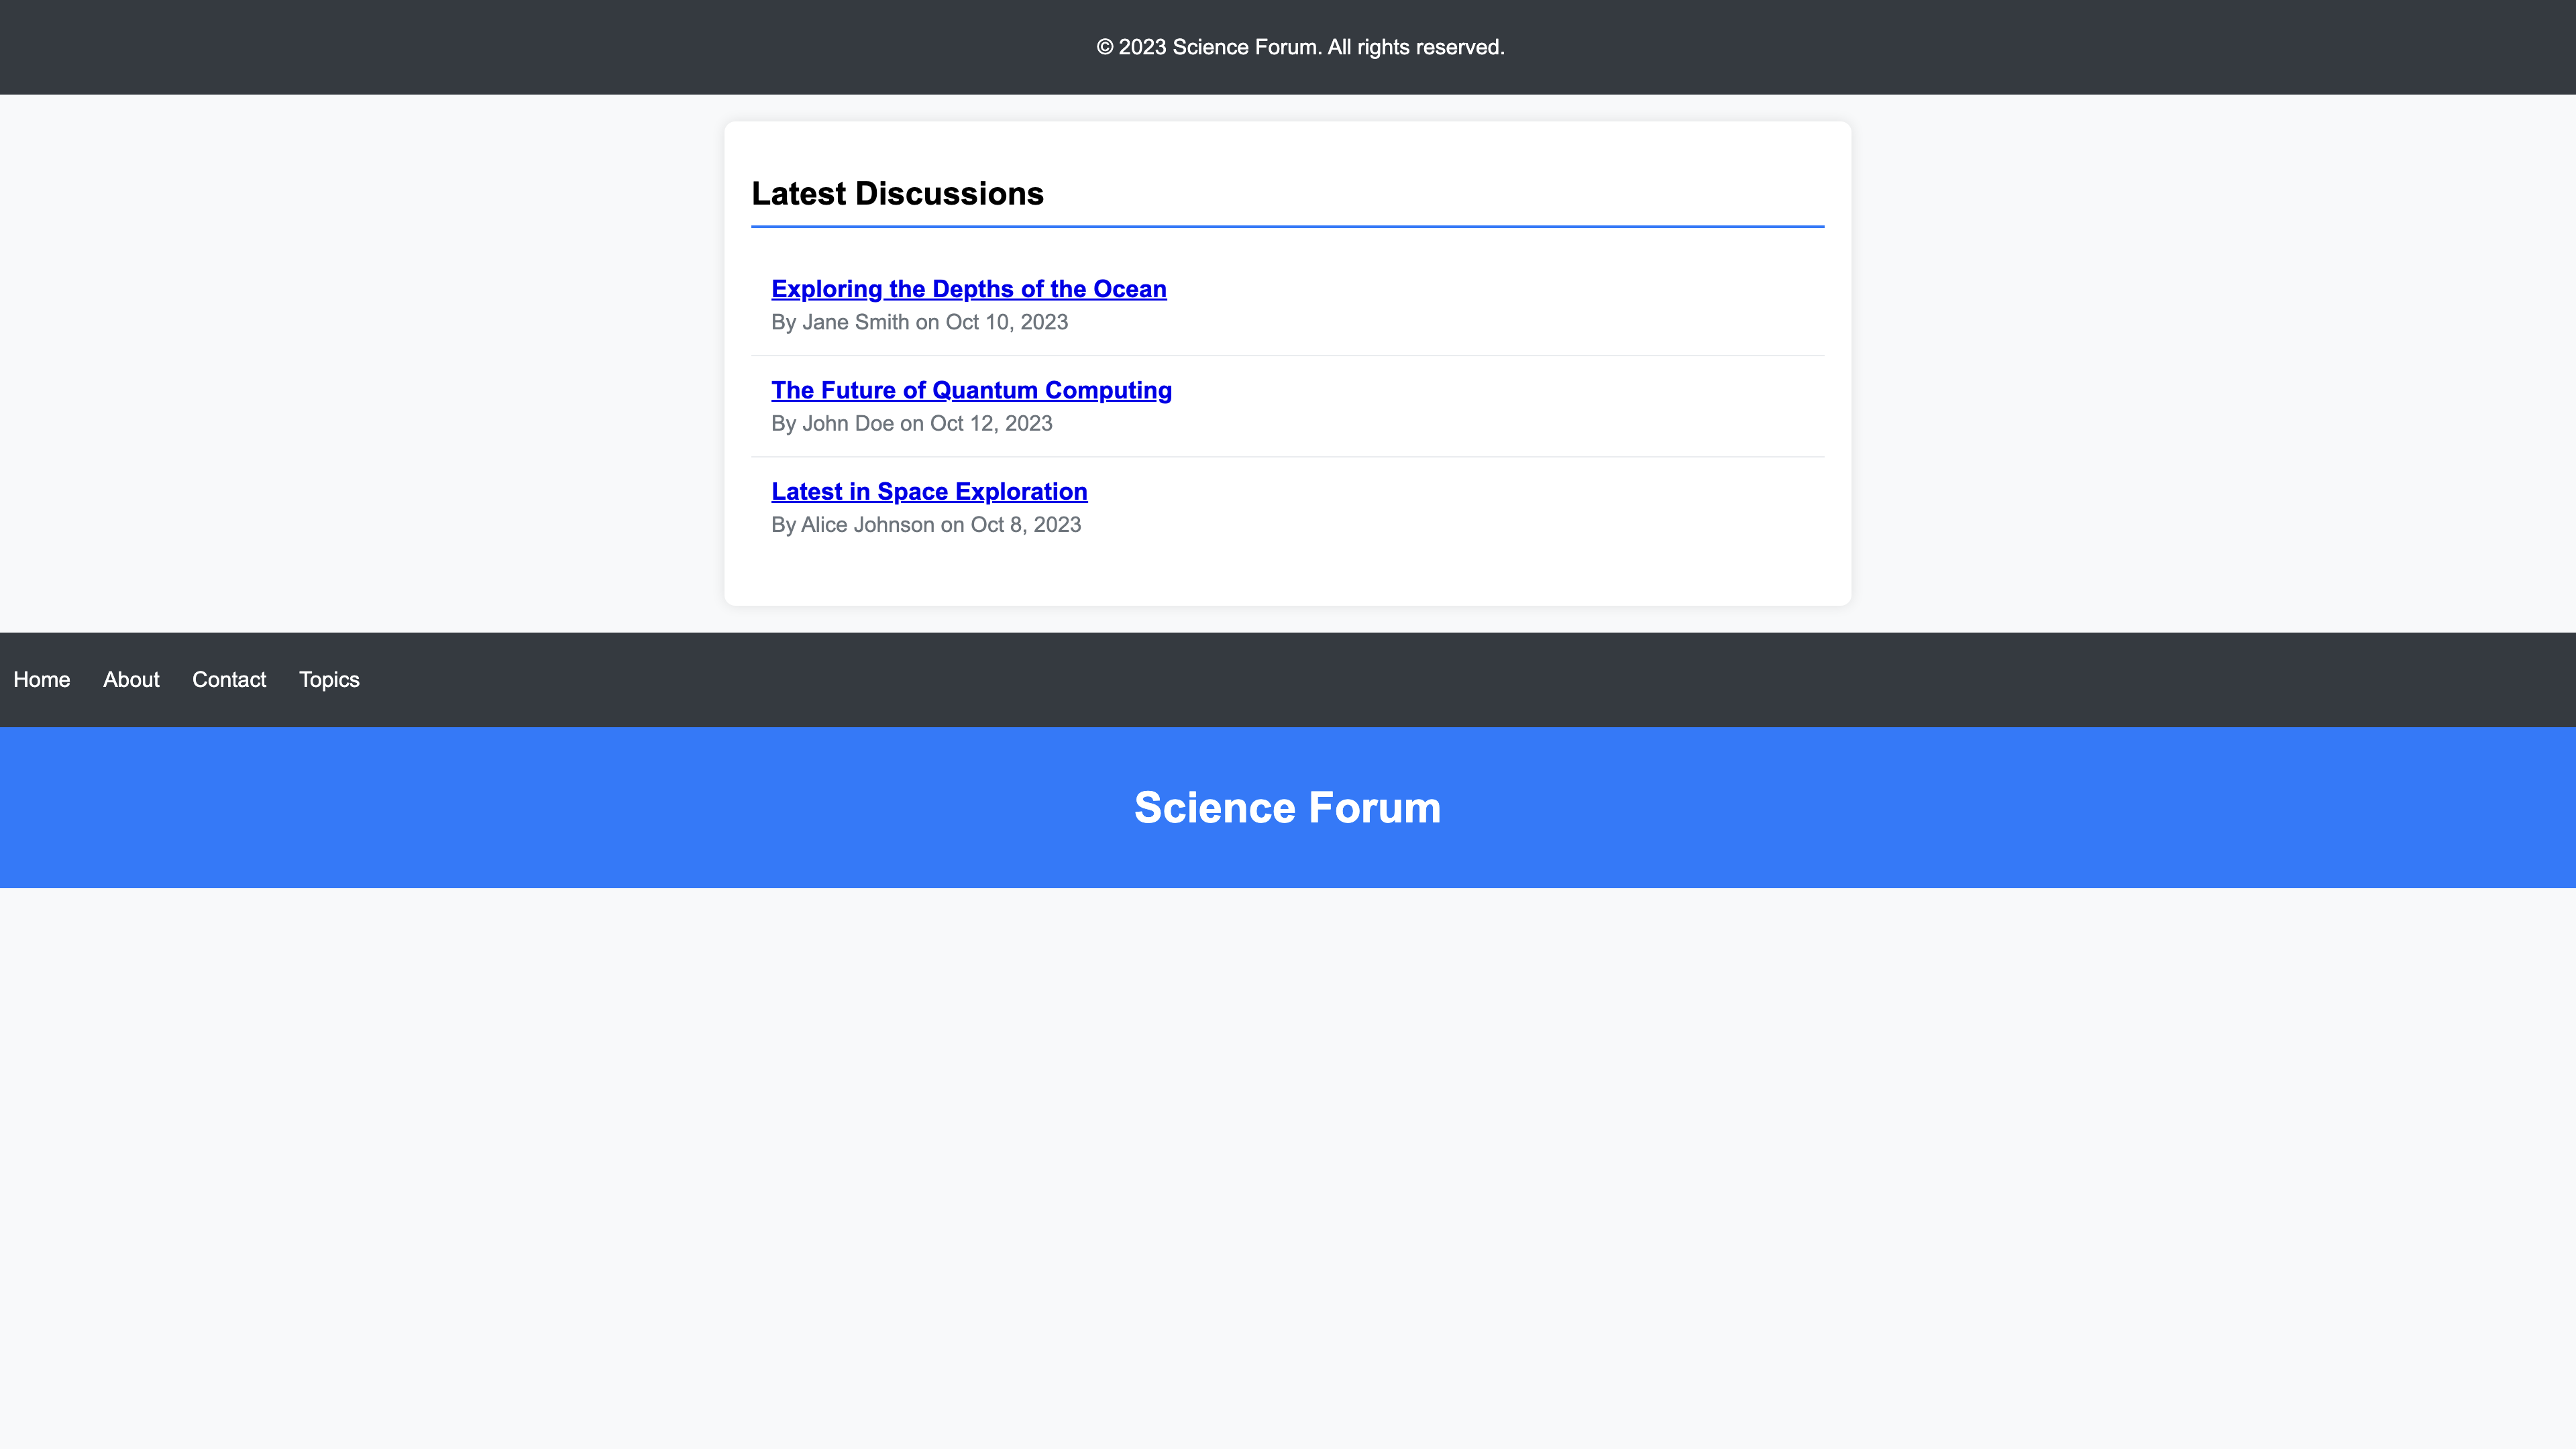 © 2023 Science Forum. All rights reserved.
Latest Discussions
Exploring the Depths of the Ocean
By Jane Smith on Oct 10, 2023
The Future of Quantum Computing
By John Doe on Oct 12, 2023
Latest in Space Exploration
By Alice Johnson on Oct 8, 2023
Home About Contact Topics
Science Forum